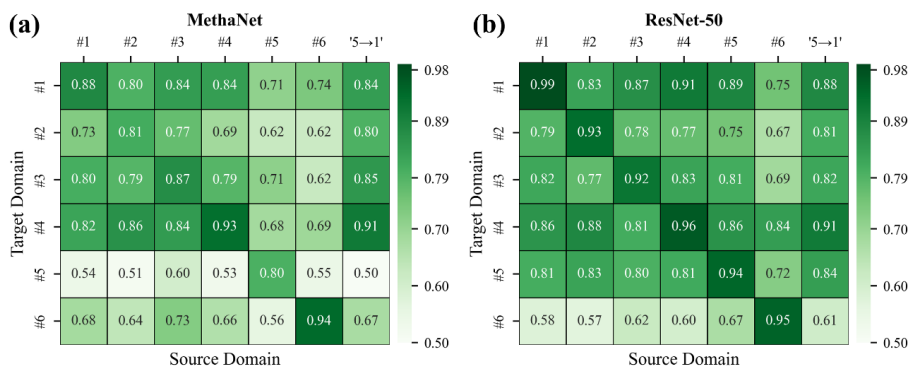 (a) MethaNet
#1 #2 #3 #4 #5 #6 '5→1'
#1 0.88 0.80 0.84 0.84 0.71 0.74 0.84
#2 0.73 0.81 0.77 0.69 0.62 0.62 0.80
#3 0.80 0.79 0.87 0.79 0.71 0.62 0.85
#4 0.82 0.86 0.84 0.93 0.68 0.69 0.91
#5 0.54 0.51 0.60 0.53 0.80 0.55 0.50
#6 0.68 0.64 0.73 0.66 0.56 0.94 0.67
Target Domain
Source Domain
0.98
0.89
0.79
0.70
0.60
0.50
(b) ResNet-50
#1 #2 #3 #4 #5 #6 '5→1'
#1 0.99 0.83 0.87 0.91 0.89 0.75 0.88
#2 0.79 0.93 0.78 0.77 0.75 0.67 0.81
#3 0.82 0.77 0.92 0.83 0.81 0.69 0.82
#4 0.86 0.88 0.81 0.96 0.86 0.84 0.91
#5 0.81 0.83 0.80 0.81 0.94 0.72 0.84
#6 0.58 0.57 0.62 0.60 0.67 0.95 0.61
Target Domain
Source Domain
0.98
0.89
0.79
0.70
0.60
0.50